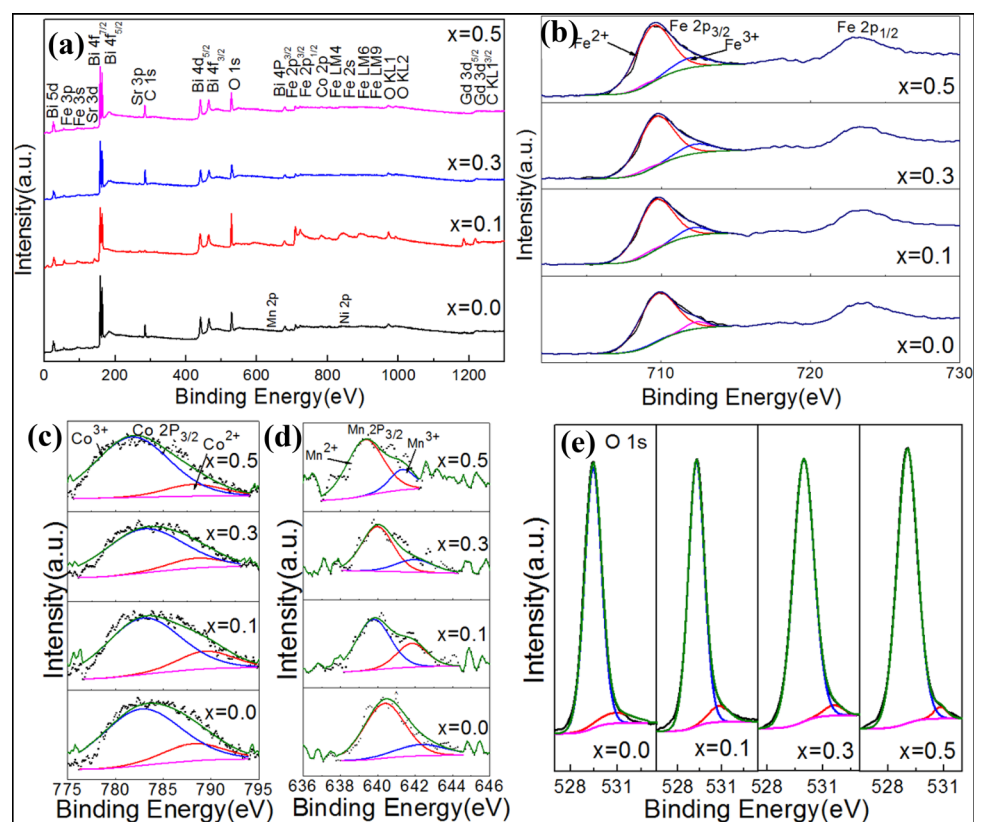 (a)
x=0.5
Bi 5d
Fe 3p
Fe 3s
Sr 3d
Bi 4f7/2
Bi 4f5/2
Sr 3p
C 1s
Bi 4d5/2
Bi 4f3/2
O 1s
Bi 4P3/2
Fe 2p3/2
Fe 2p1/2
Co 2p
Fe LM4
Fe 2s
Fe LM6
Fe LM9
O KL1
O KL2
Gd 3d5/2
Gd 3d3/2
C KL1
x=0.3
x=0.1
x=0.0
Mn 2p
Ni 2p
Intensity(a.u.)
0 200 400 600 800 1000 1200
Binding Energy(eV)
(b)
Fe2+
Fe 2p3/2
Fe3+
Fe 2p1/2
x=0.5
x=0.3
x=0.1
x=0.0
Intensity(a.u.)
710 720 730
Binding Energy(eV)
(c)
Co3+
Co 2P3/2
Co2+
x=0.5
x=0.3
x=0.1
x=0.0
Intensity(a.u.)
775 780 785 790 795
Binding Energy(eV)
(d)
Mn 2P3/2
Mn2+
Mn3+
x=0.5
x=0.3
x=0.1
x=0.0
Intensity(a.u.)
636 638 640 642 644 646
Binding Energy(eV)
(e)
O 1s
Intensity(a.u.)
x=0.0 x=0.1 x=0.3 x=0.5
528 531 528 531 528 531 528 531
Binding Energy(eV)